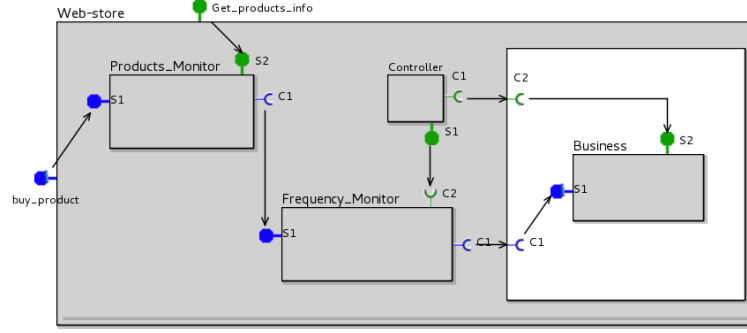 Get_products_info
Web-store
S2
Products_Monitor
Controller
C1
C2
S1
C1
S1
S2
Business
buy_product
C2
Frequency_Monitor
S1
S1
C1
C1